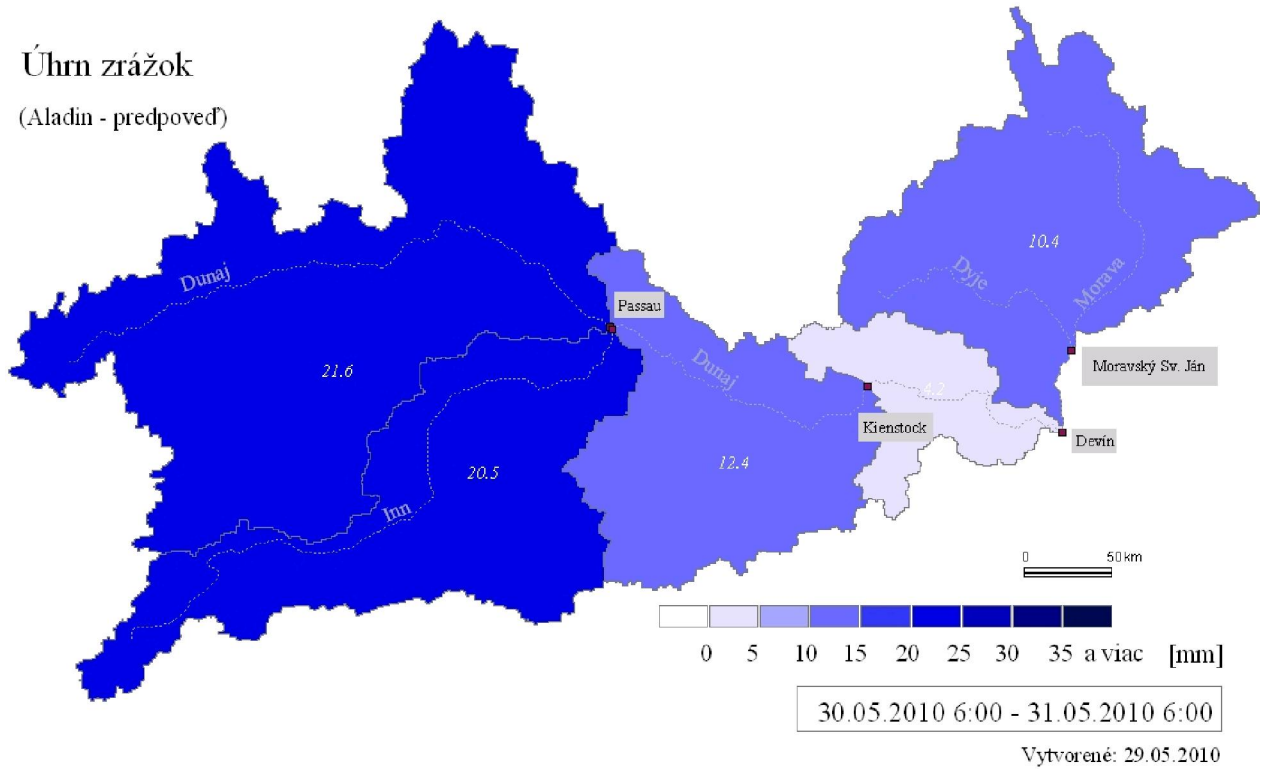 Úhrn zrážok
(Aladin - predpoveď)
10.4
Dunaj
Dyje
Morava
Passau
Dunaj
21.6
Moravský Sv. Ján
4.2
Kienstock
Devín
12.4
20.5
Inn
0 50 km
0 5 10 15 20 25 30 35 a viac [mm]
30.05.2010 6:00 - 31.05.2010 6:00
Vytvorené: 29.05.2010